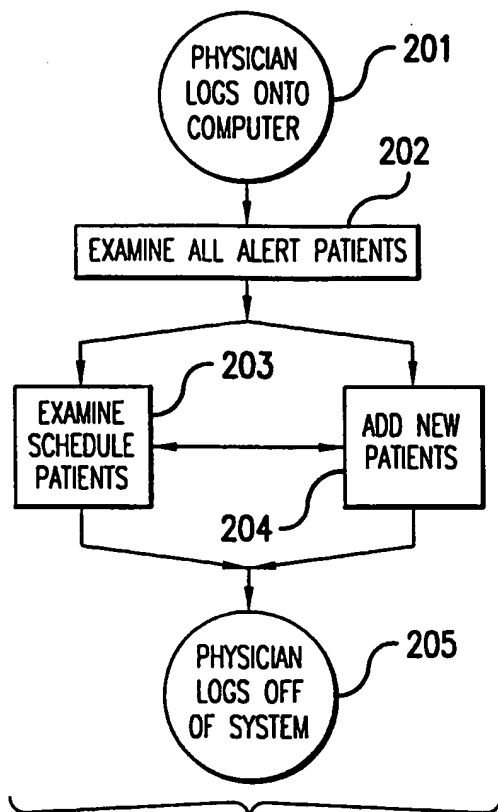 PHYSICIAN
LOGS ONTO
COMPUTER
201
202
EXAMINE ALL ALERT PATIENTS
203
EXAMINE
SCHEDULE
PATIENTS
ADD NEW
PATIENTS
204
PHYSICIAN
LOGS OFF
OF SYSTEM
205